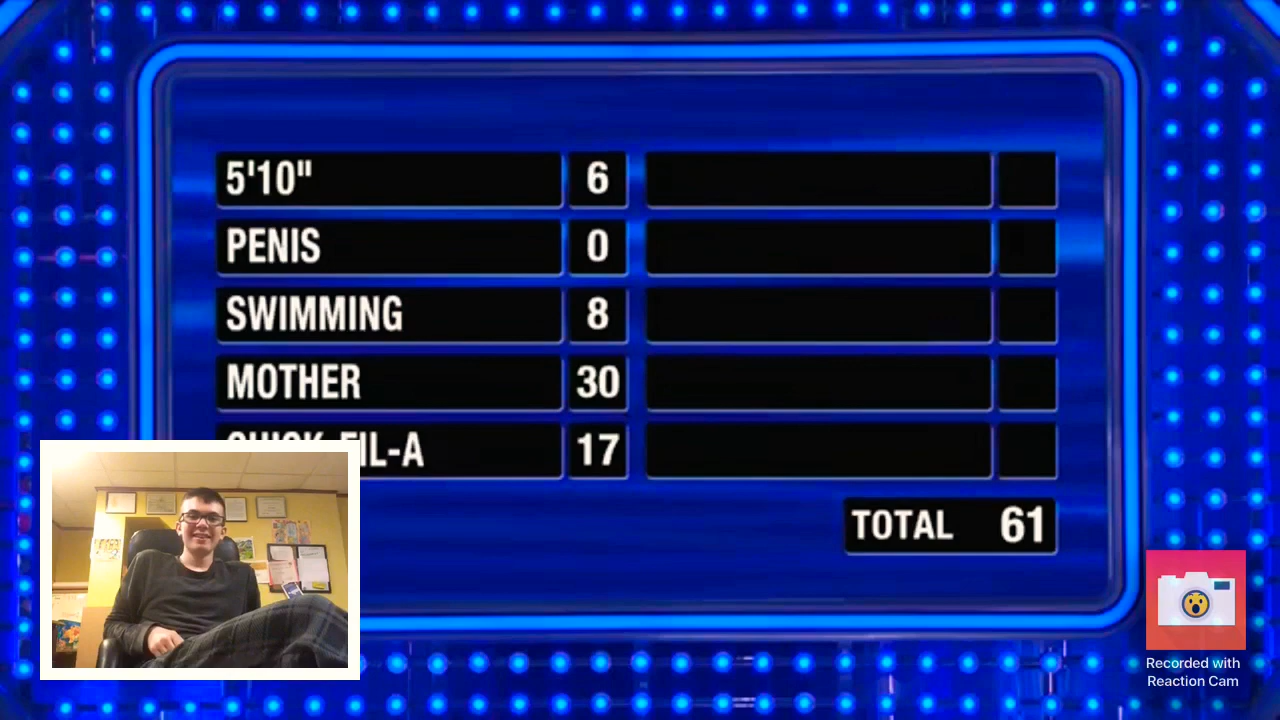 5'10" 6
PENIS 0
SWIMMING 8
MOTHER 30
FIL-A 17
TOTAL 61
Recorded with
Reaction Cam